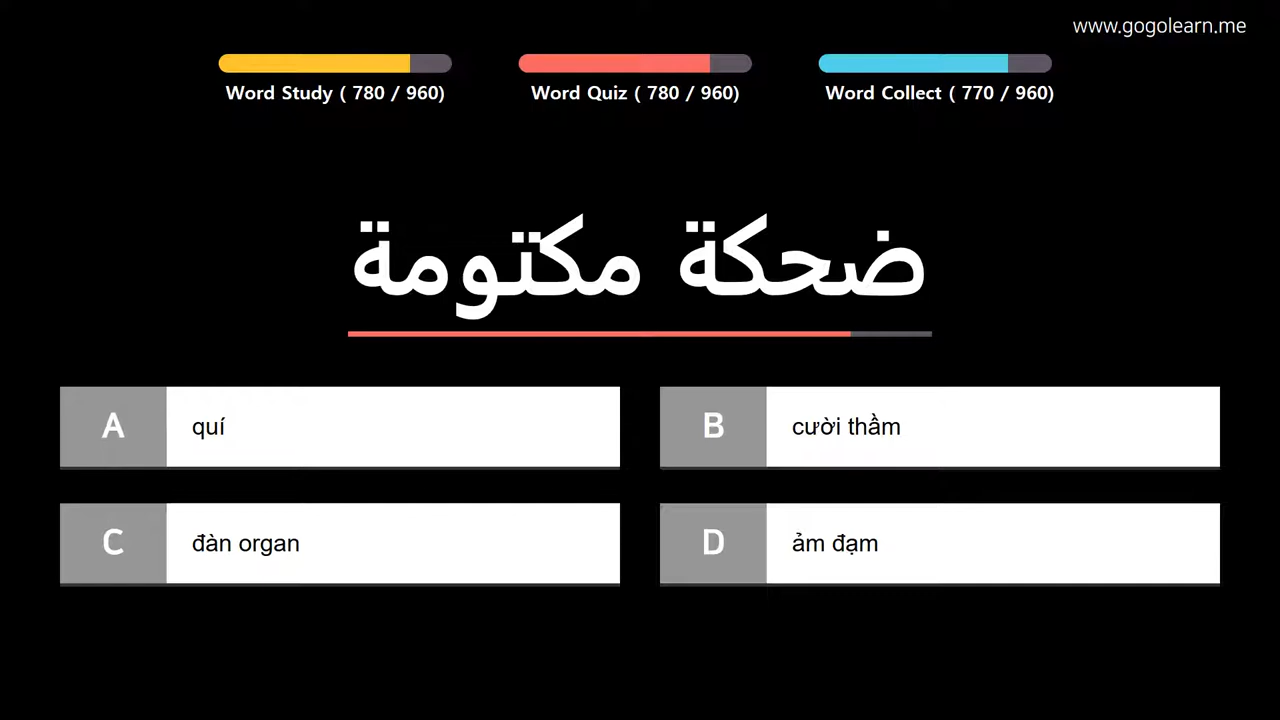 www.gogolearn.me
Word Study ( 780 / 960)
Word Quiz ( 780 / 960)
Word Collect ( 770 / 960)
ضحكة مكتومة
A
quí
B
cười thầm
C
đàn organ
D
ảm đạm